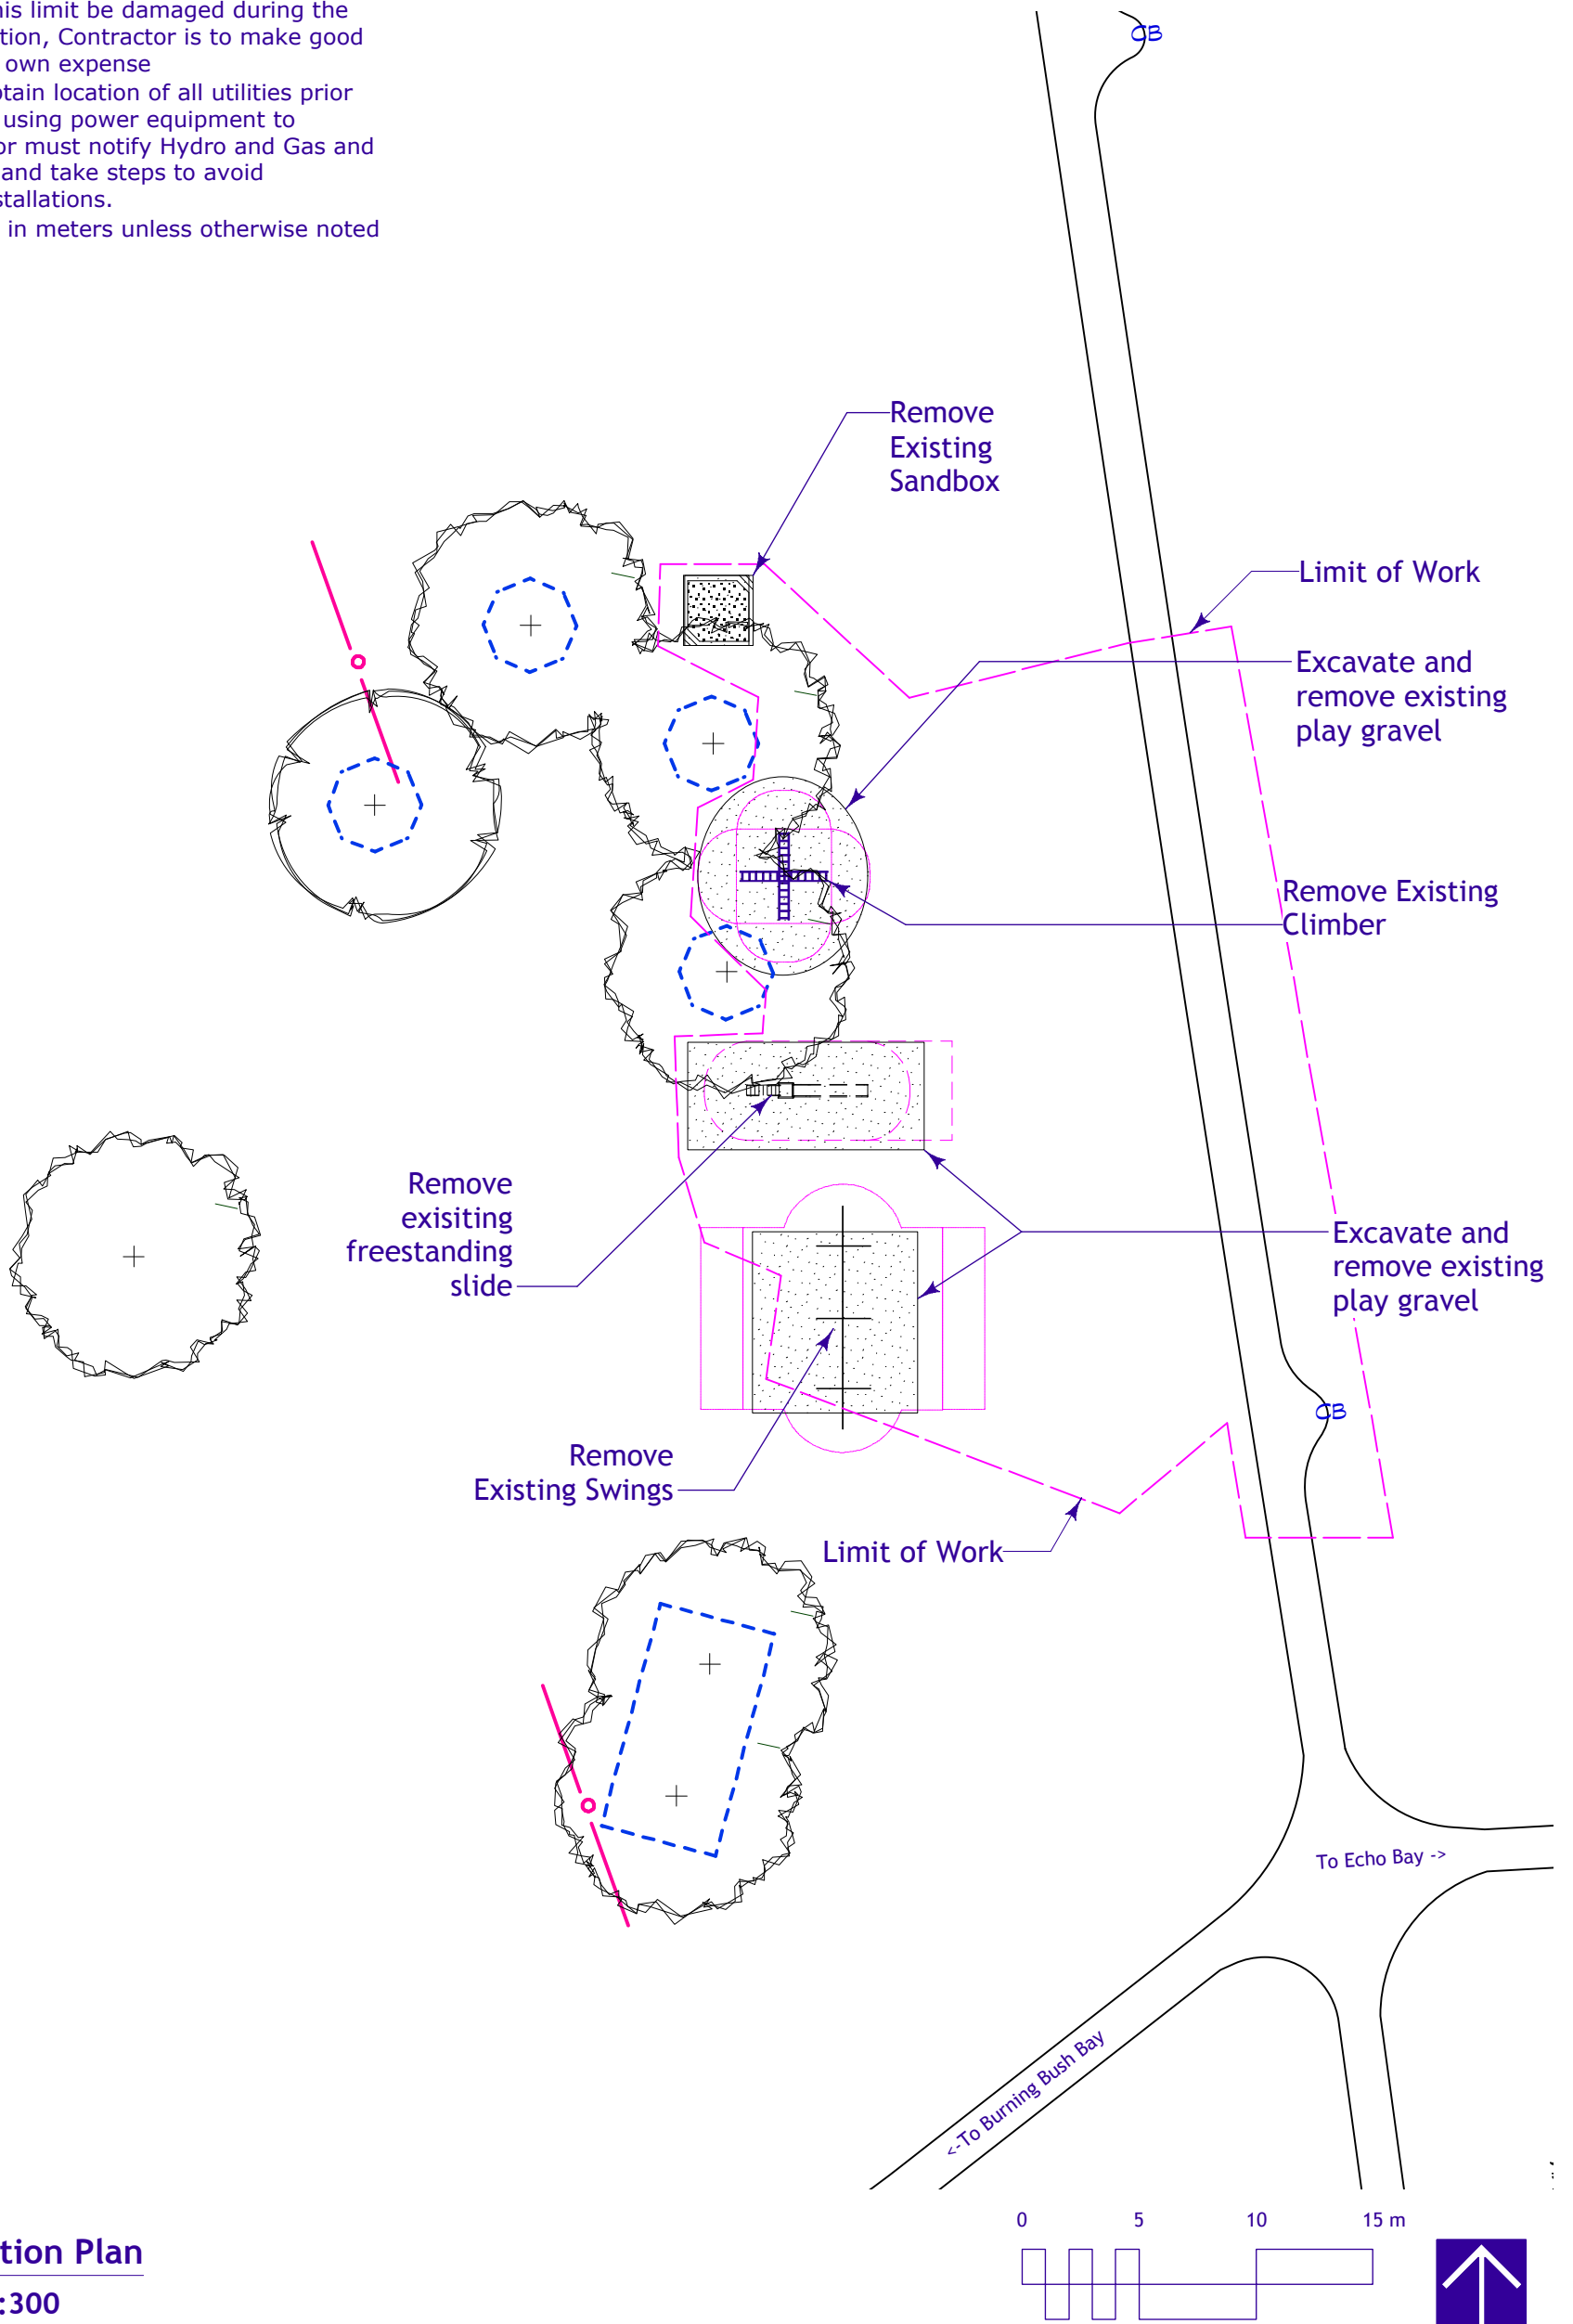 his limit be damaged during the
tion, Contractor is to make good
own expense
otain location of all utilities prior
using power equipment to
or must notify Hydro and Gas and
and take steps to avoid
stallations.
in meters unless otherwise noted
CB
Remove
Existing
Sandbox
Limit of Work
Excavate and
remove existing
play gravel
Remove Existing
Climber
Remove
exisiting
freestanding
slide
Excavate and
remove existing
play gravel
CB
Remove
Existing Swings
Limit of Work
To Echo Bay ->
<-To Burning Bush Bay
0 5 10 15 m
tion Plan
:300